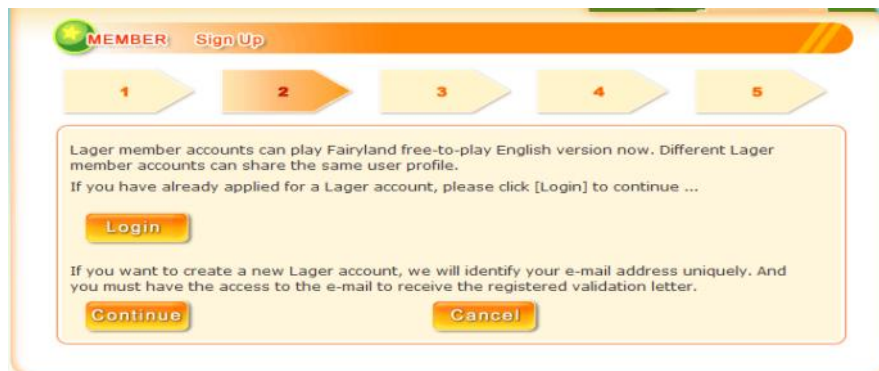 MEMBER Sign Up
1 2 3 4 5
Lager member accounts can play Fairyland free-to-play English version now. Different Lager
member accounts can share the same user profile.
If you have already applied for a Lager account, please click [Login] to continue ...
Login
If you want to create a new Lager account, we will identify your e-mail address uniquely. And
you must have the access to the e-mail to receive the registered validation letter.
Continue Cancel